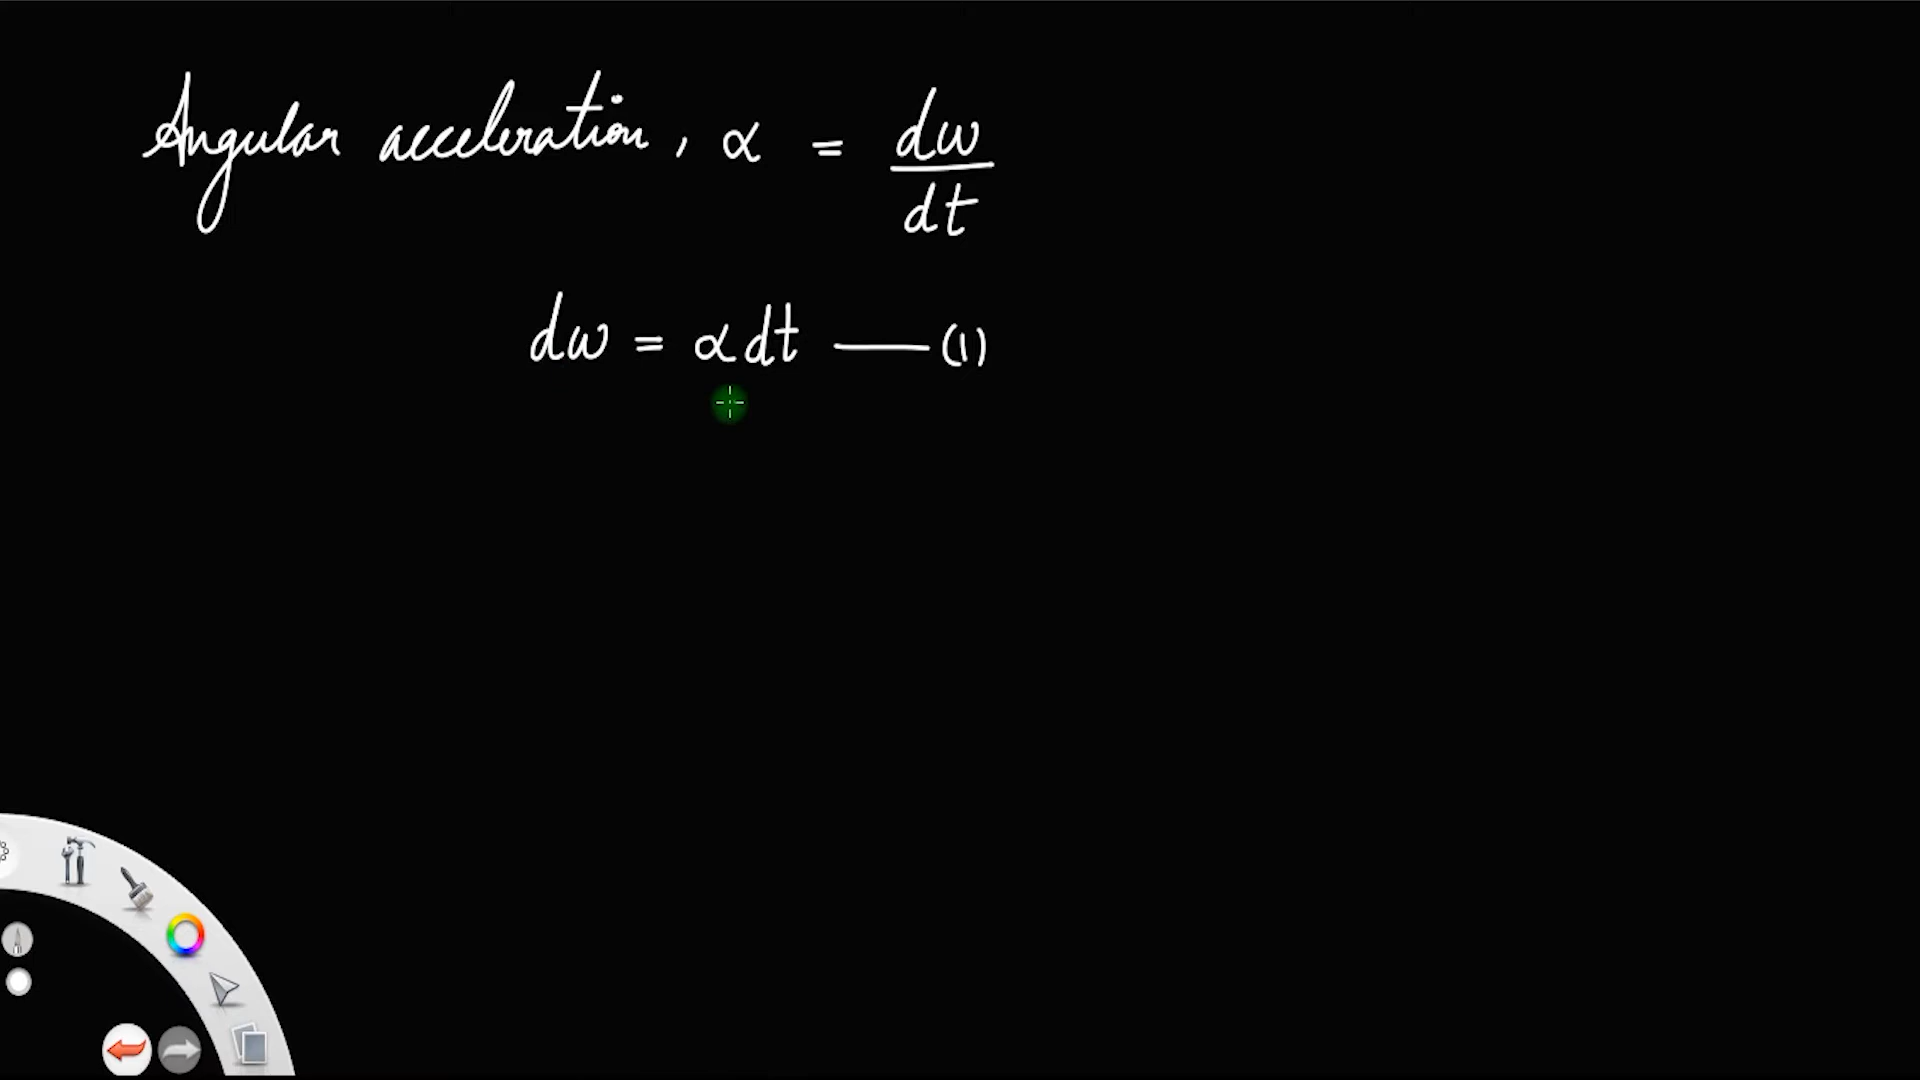 Angular acceleration, α = dω/dt
dω = α dt —— (1)